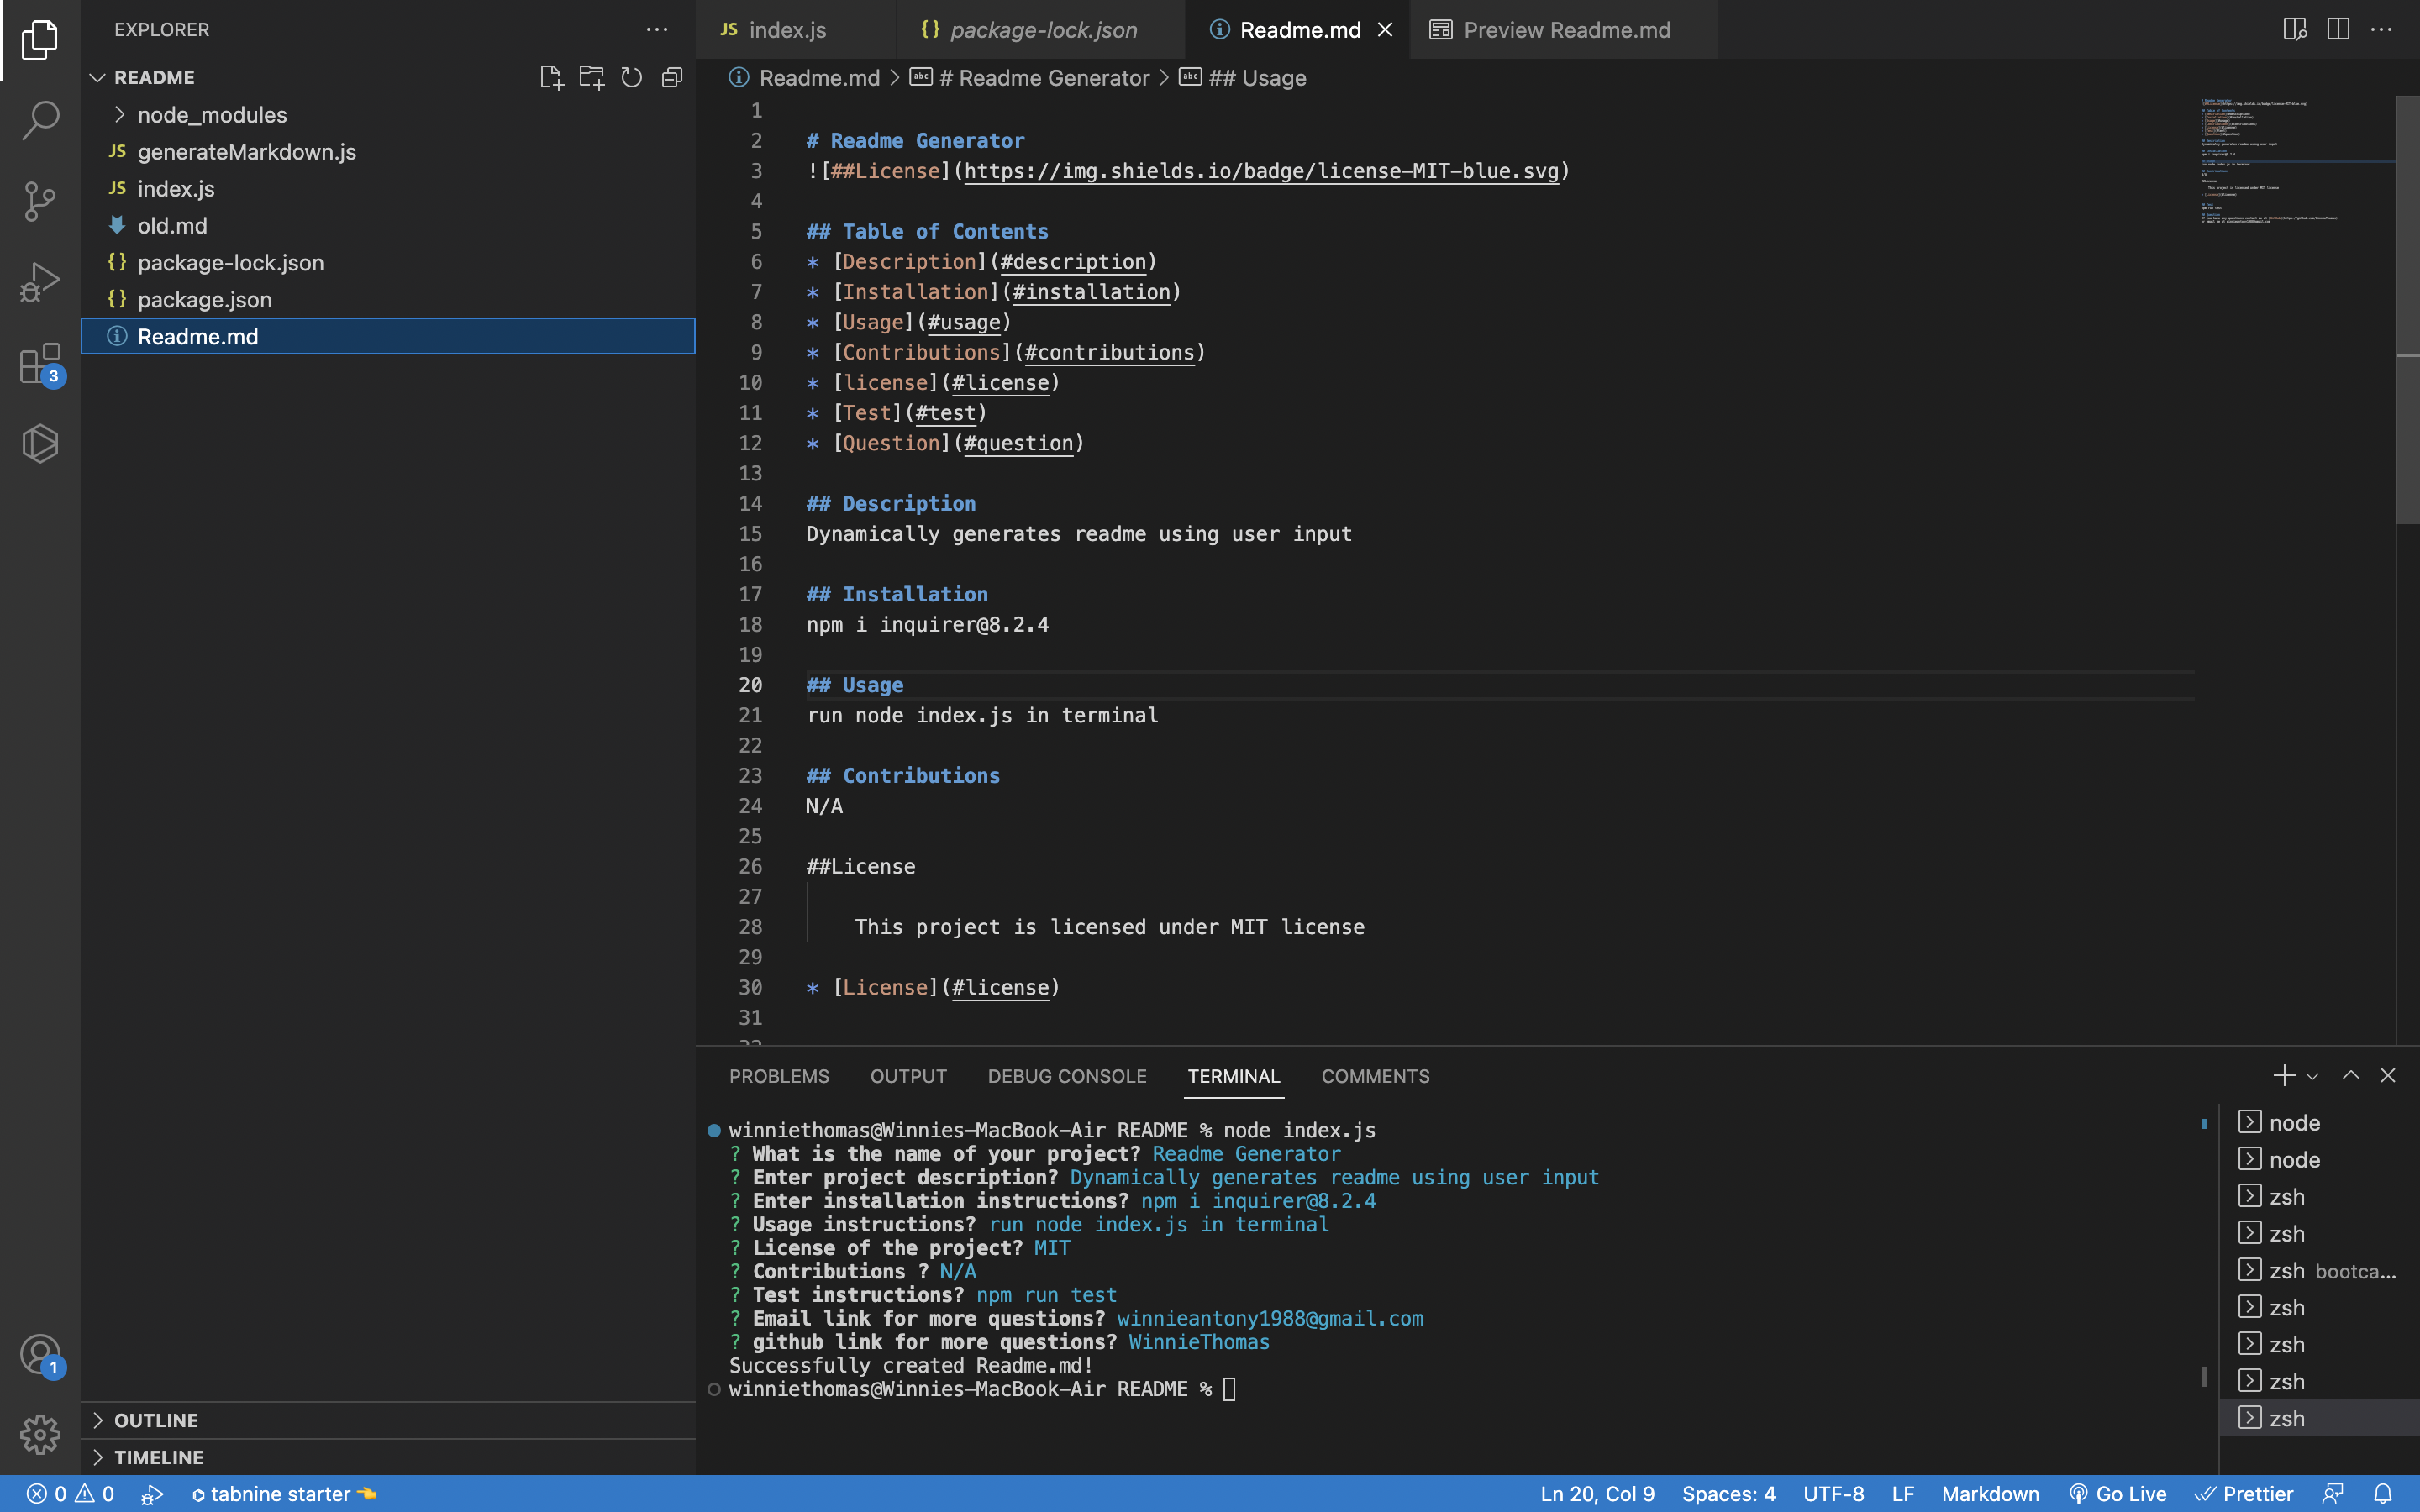 EXPLORER
README
node_modules
JS generateMarkdown.js
JS index.js
old.md
{} package-lock.json
{} package.json
Readme.md
3
1
OUTLINE
TIMELINE
JS index.js
{} package-lock.json
Readme.md
Preview Readme.md
Readme.md > # Readme Generator > ## Usage
1
2 # Readme Generator
3 ![##License](https://img.shields.io/badge/license-MIT-blue.svg)
4
5 ## Table of Contents
6 * [Description](#description)
7 * [Installation](#installation)
8 * [Usage](#usage)
9 * [Contributions](#contributions)
10 * [license](#license)
11 * [Test](#test)
12 * [Question](#question)
13
14 ## Description
15 Dynamically generates readme using user input
16
17 ## Installation
18 npm i inquirer@8.2.4
19
20 ## Usage
21 run node index.js in terminal
22
23 ## Contributions
24 N/A
25
26 ##License
27
28 This project is licensed under MIT license
29
30 * [License](#license)
31
PROBLEMS OUTPUT DEBUG CONSOLE TERMINAL COMMENTS
winniethomas@Winnies-MacBook-Air README % node index.js
? What is the name of your project? Readme Generator
? Enter project description? Dynamically generates readme using user input
? Enter installation instructions? npm i inquirer@8.2.4
? Usage instructions? run node index.js in terminal
? License of the project? MIT
? Contributions ? N/A
? Test instructions? npm run test
? Email link for more questions? winnieantony1988@gmail.com
? github link for more questions? WinnieThomas
Successfully created Readme.md!
winniethomas@Winnies-MacBook-Air README %
node
node
zsh
zsh
zsh bootca...
zsh
zsh
zsh
zsh
0 0 tabnine starter Ln 20, Col 9 Spaces: 4 UTF-8 LF Markdown Go Live Prettier